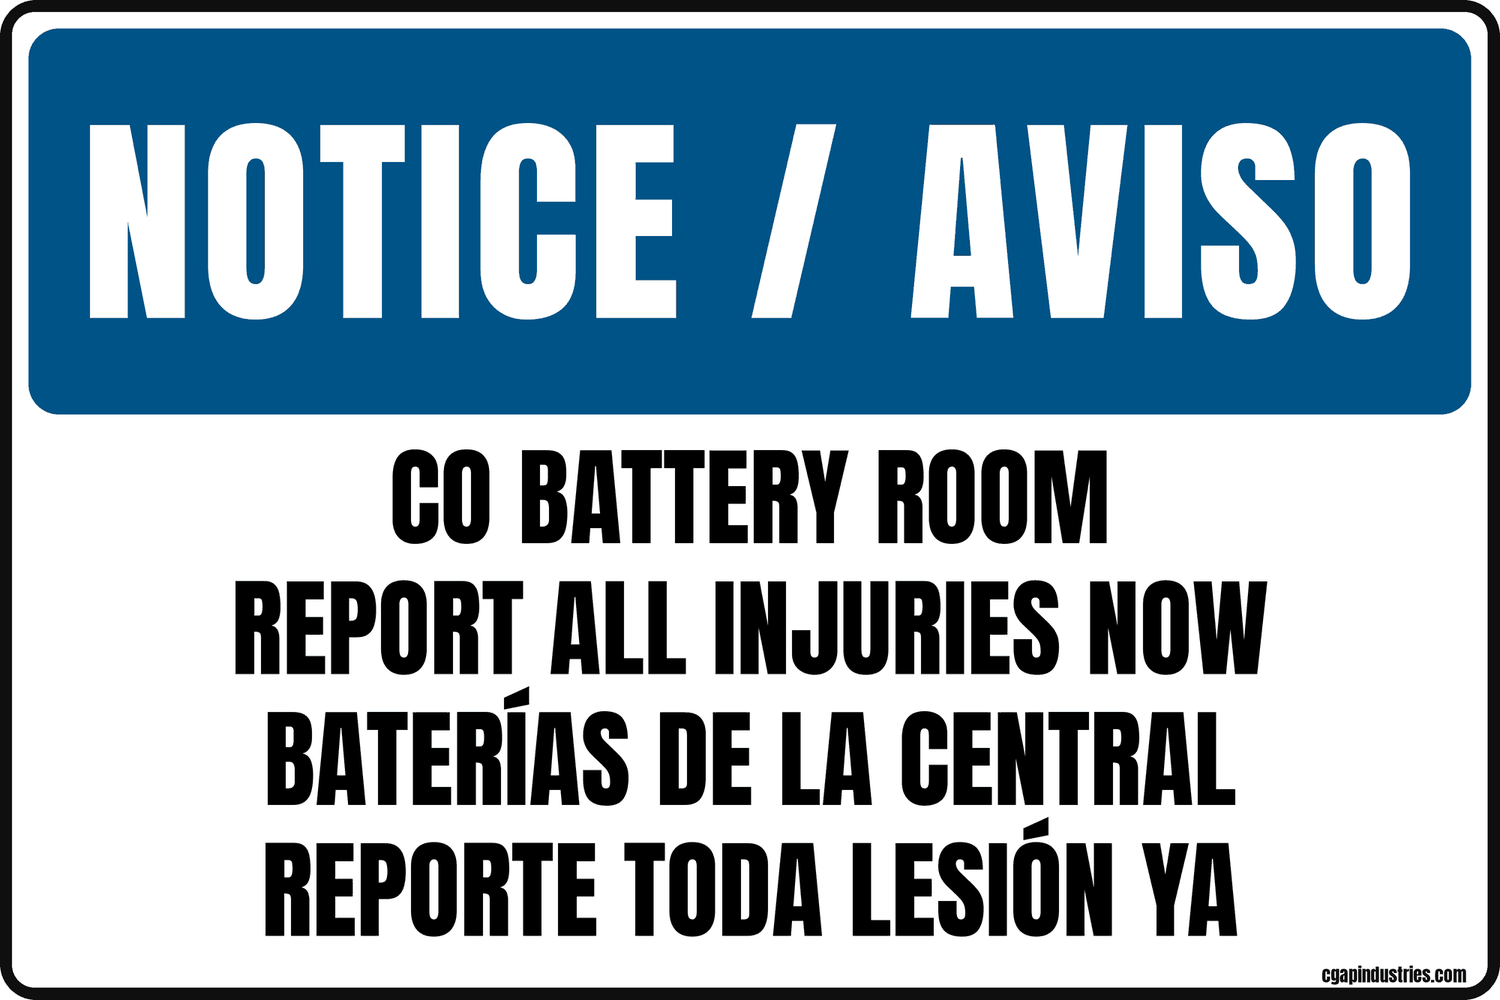 NOTICE / AVISO
CO BATTERY ROOM
REPORT ALL INJURIES NOW
BATERÍAS DE LA CENTRAL
REPORTE TODA LESIÓN YA
cgapindustries.com